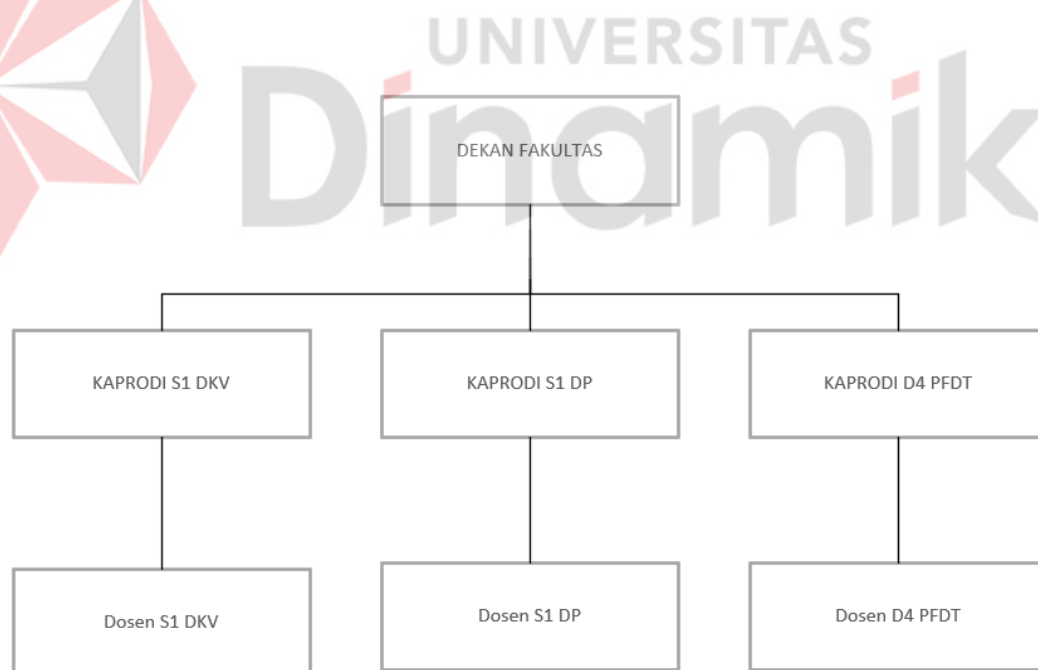 UNIVERSITAS
Dinamik
DEKAN FAKULTAS
KAPRODI S1 DKV
KAPRODI S1 DP
KAPRODI D4 PFDT
Dosen S1 DKV
Dosen S1 DP
Dosen D4 PFDT